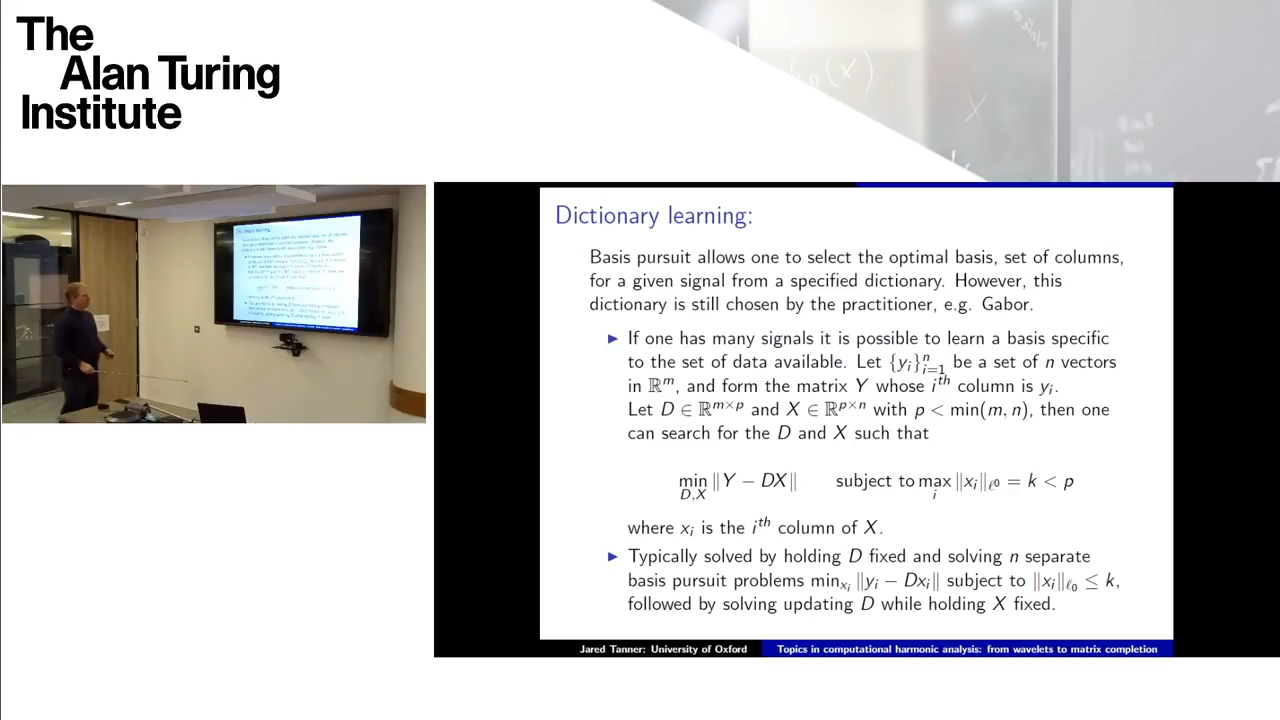 The
Alan Turing
Institute
Dictionary learning:
Basis pursuit allows one to select the optimal basis, set of columns,
for a given signal from a specified dictionary. However, this
dictionary is still chosen by the practitioner, e.g. Gabor.
▶ If one has many signals it is possible to learn a basis specific
to the set of data available. Let {y_i}_{i=1}^n be a set of n vectors
in ℝ^m, and form the matrix Y whose i^{th} column is y_i.
Let D ∈ ℝ^{m×p} and X ∈ ℝ^{p×n} with p < min(m, n), then one
can search for the D and X such that
min_{D,X} ‖Y − DX‖ subject to max_i ‖x_i‖_{ℓ^0} = k < p
where x_i is the i^{th} column of X.
▶ Typically solved by holding D fixed and solving n separate
basis pursuit problems min_{x_i} ‖y_i − Dx_i‖ subject to ‖x_i‖_{ℓ_0} ≤ k,
followed by solving updating D while holding X fixed.
Jared Tanner: University of Oxford Topics in computational harmonic analysis: from wavelets to matrix completion